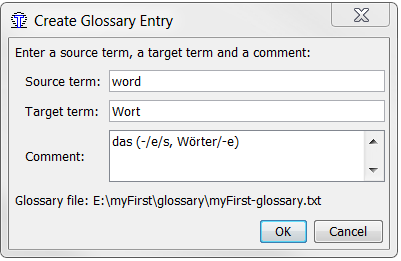 Create Glossary Entry
Enter a source term, a target term and a comment:
Source term: word
Target term: Wort
Comment: das (-/e/s, Wörter/-e)
Glossary file: E:\myFirst\glossary\myFirst-glossary.txt
OK Cancel